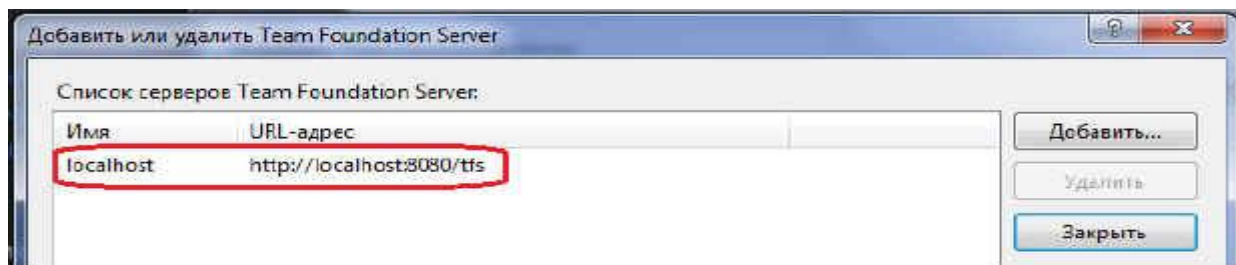 Добавить или удалить Team Foundation Server
Список серверов Team Foundation Server:
Имя URL-адрес
localhost http://localhost:8080/tfs
Добавить...
Удалить
Закрыть